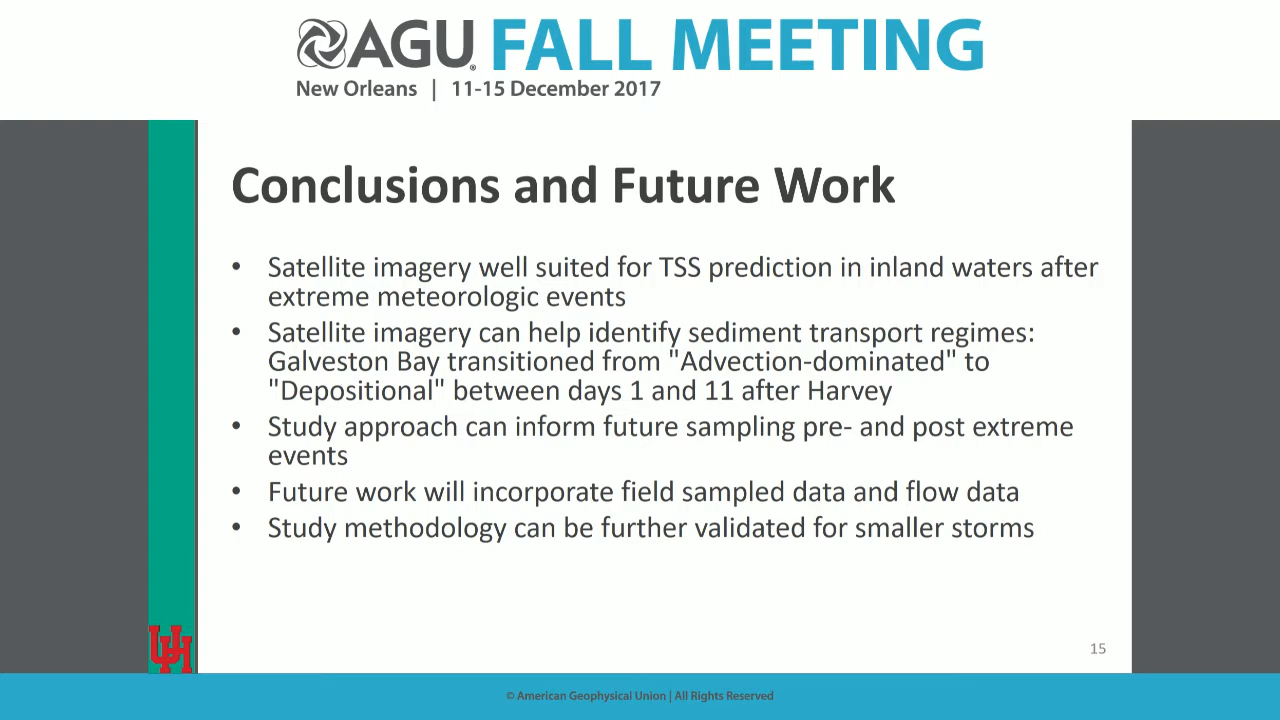 AGU FALL MEETING
New Orleans | 11-15 December 2017
Conclusions and Future Work
• Satellite imagery well suited for TSS prediction in inland waters after
extreme meteorologic events
• Satellite imagery can help identify sediment transport regimes:
Galveston Bay transitioned from "Advection-dominated" to
"Depositional" between days 1 and 11 after Harvey
• Study approach can inform future sampling pre- and post extreme
events
• Future work will incorporate field sampled data and flow data
• Study methodology can be further validated for smaller storms
UH
15
© American Geophysical Union | All Rights Reserved